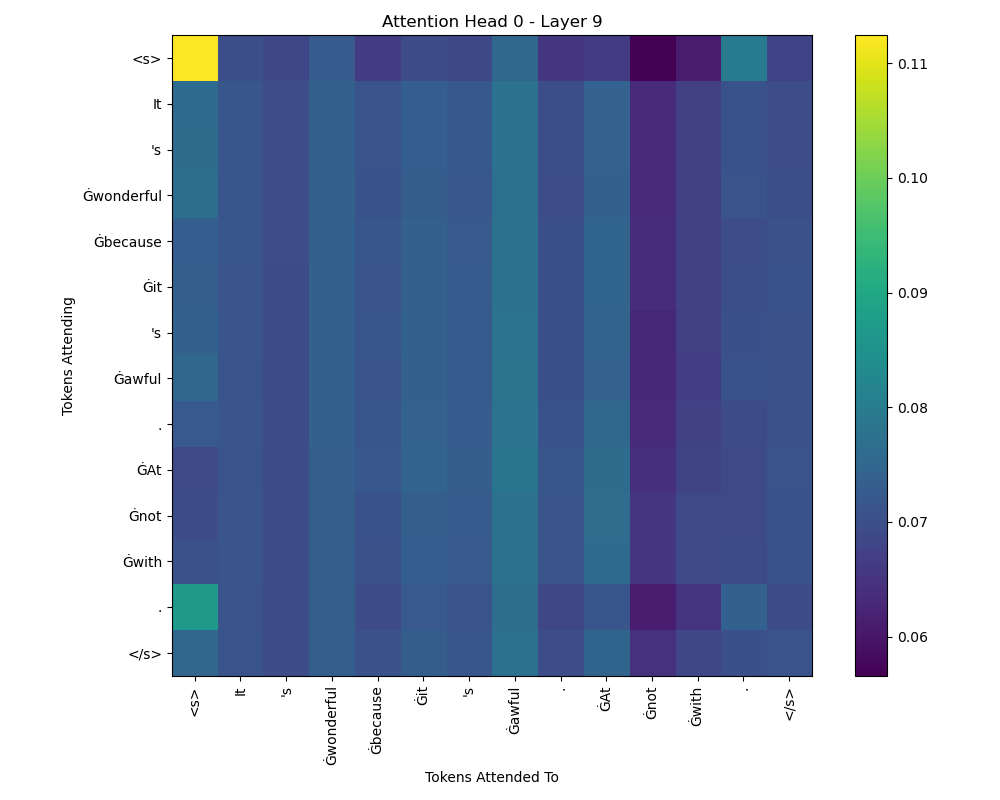 Attention Head 0 - Layer 9
<s>
It
's
Ġwonderful
Ġbecause
Ġit
's
Ġawful
.
ĠAt
Ġnot
Ġwith
.
</s>
Tokens Attending
<s>
It
's
Ġwonderful
Ġbecause
Ġit
's
Ġawful
.
ĠAt
Ġnot
Ġwith
.
</s>
Tokens Attended To
0.11
0.10
0.09
0.08
0.07
0.06